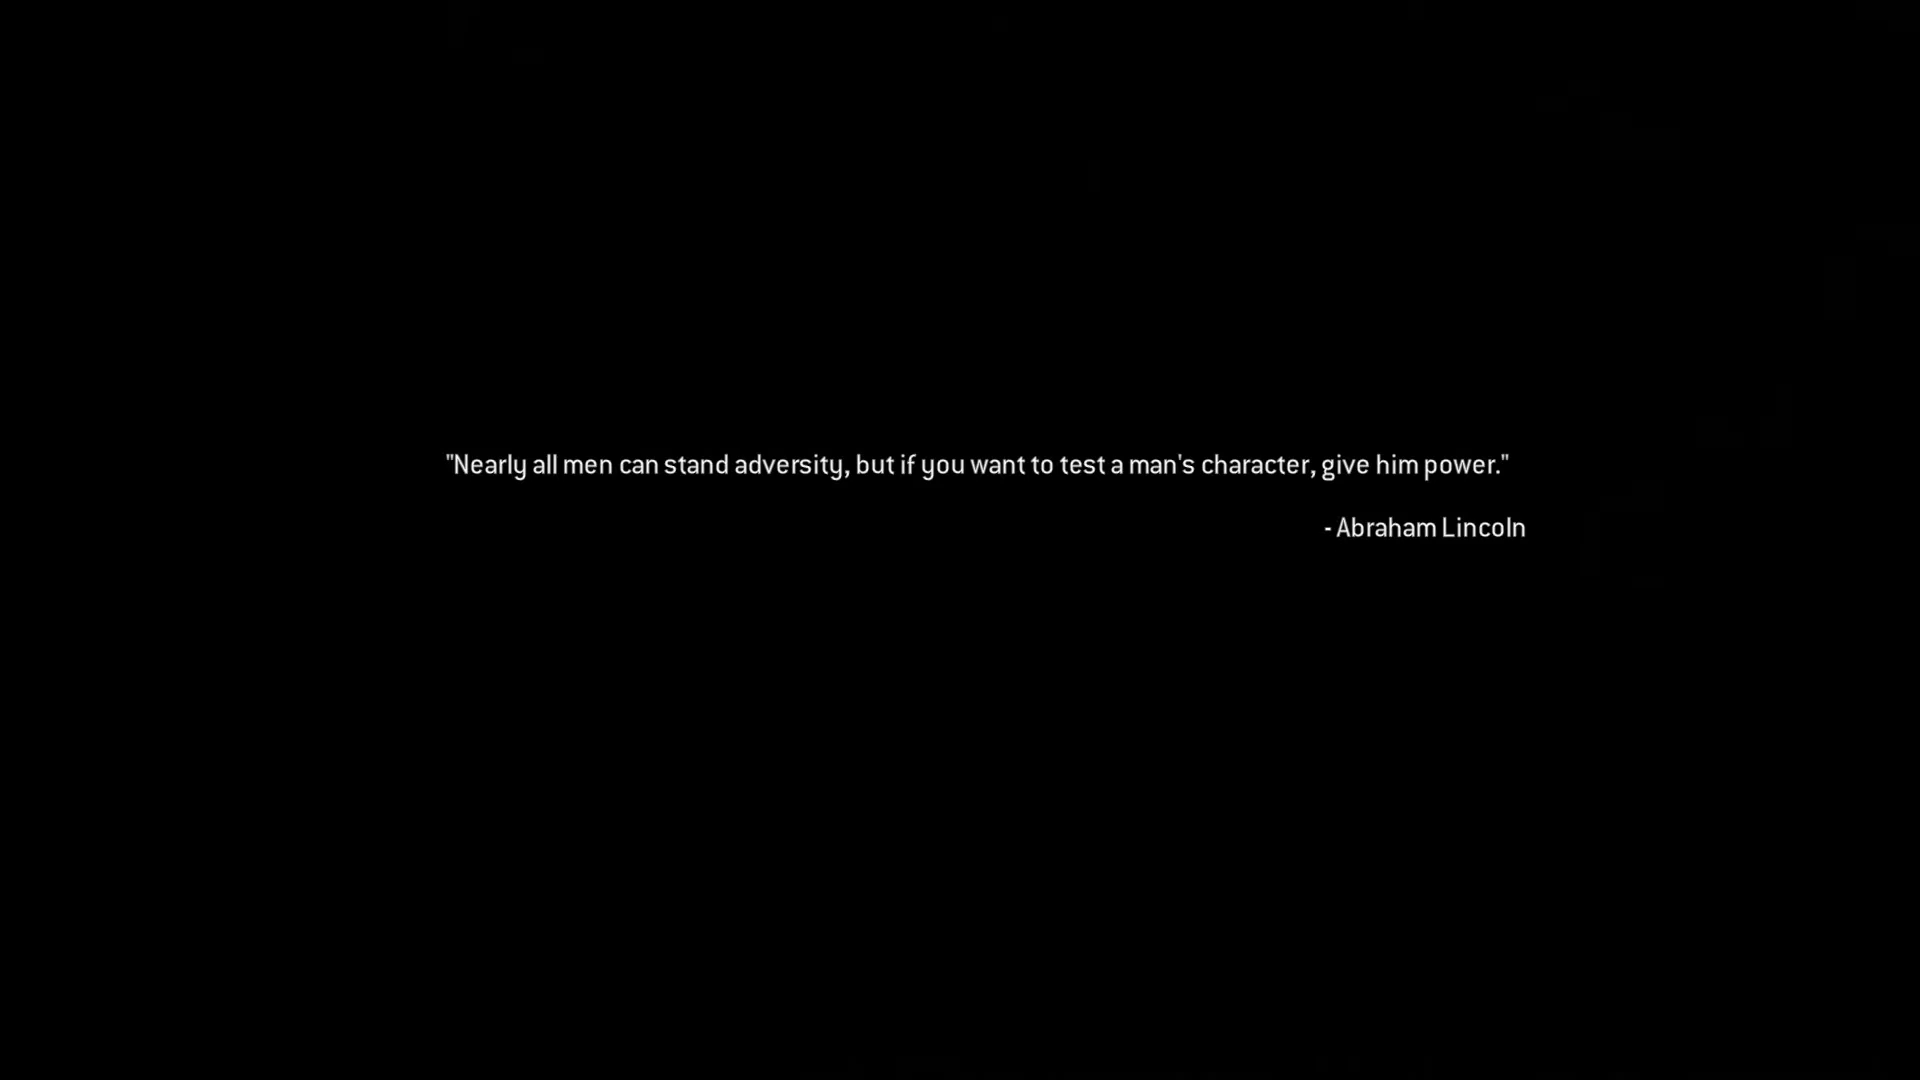 "Nearly all men can stand adversity, but if you want to test a man's character, give him power."
- Abraham Lincoln